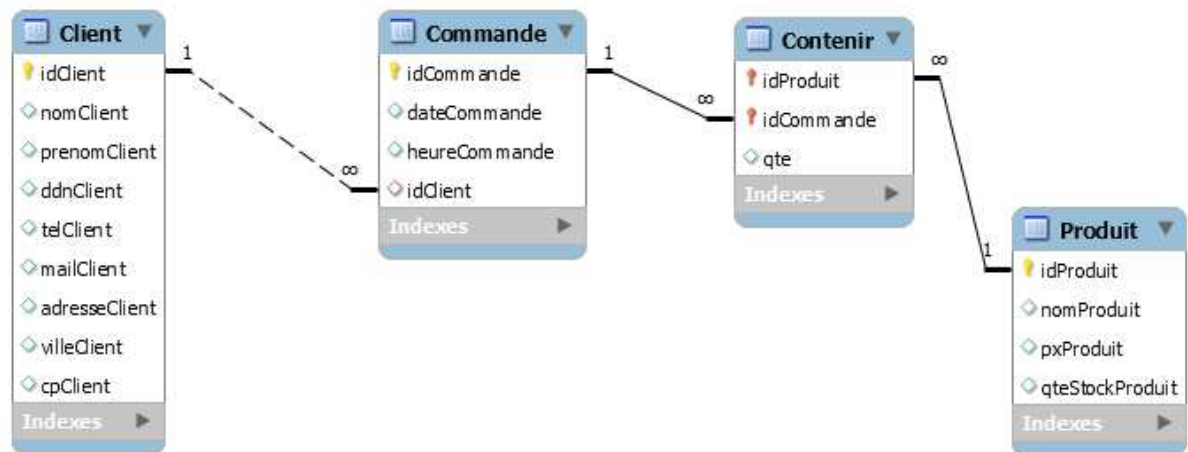 Client
idClient
nomClient
prenomClient
ddnClient
telClient
mailClient
adresseClient
villeClient
cpClient
Indexes
1
∞
Commande
idCommande
dateCommande
heureCommande
idClient
Indexes
1
∞
Contenir
idProduit
idCommande
qte
Indexes
∞
1
Produit
idProduit
nomProduit
pxProduit
qteStockProduit
Indexes